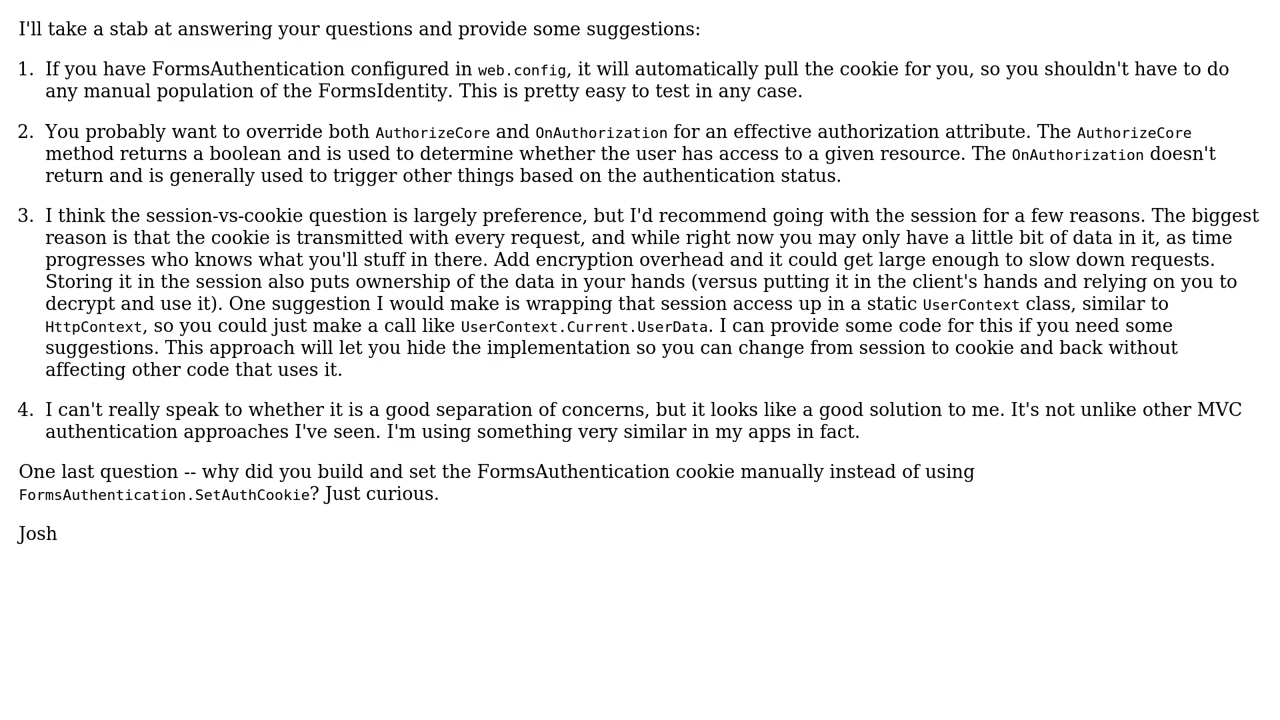 I'll take a stab at answering your questions and provide some suggestions:
1. If you have FormsAuthentication configured in web.config, it will automatically pull the cookie for you, so you shouldn't have to do
any manual population of the FormsIdentity. This is pretty easy to test in any case.
2. You probably want to override both AuthorizeCore and OnAuthorization for an effective authorization attribute. The AuthorizeCore
method returns a boolean and is used to determine whether the user has access to a given resource. The OnAuthorization doesn't
return and is generally used to trigger other things based on the authentication status.
3. I think the session-vs-cookie question is largely preference, but I'd recommend going with the session for a few reasons. The biggest
reason is that the cookie is transmitted with every request, and while right now you may only have a little bit of data in it, as time
progresses who knows what you'll stuff in there. Add encryption overhead and it could get large enough to slow down requests.
Storing it in the session also puts ownership of the data in your hands (versus putting it in the client's hands and relying on you to
decrypt and use it). One suggestion I would make is wrapping that session access up in a static UserContext class, similar to
HttpContext, so you could just make a call like UserContext.Current.UserData. I can provide some code for this if you need some
suggestions. This approach will let you hide the implementation so you can change from session to cookie and back without
affecting other code that uses it.
4. I can't really speak to whether it is a good separation of concerns, but it looks like a good solution to me. It's not unlike other MVC
authentication approaches I've seen. I'm using something very similar in my apps in fact.
One last question -- why did you build and set the FormsAuthentication cookie manually instead of using
FormsAuthentication.SetAuthCookie? Just curious.
Josh